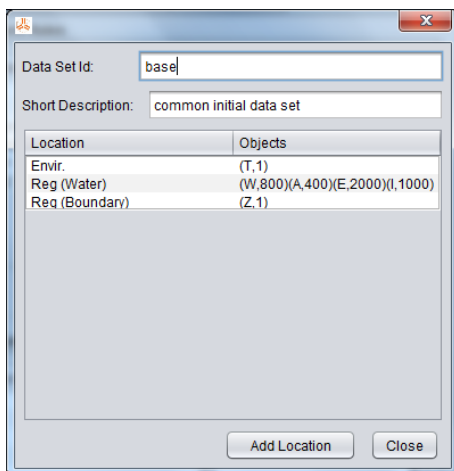 Data Set Id: base
Short Description: common initial data set
Location Objects
Envir. (T,1)
Reg (Water) (W,800)(A,400)(E,2000)(I,1000)
Reg (Boundary) (Z,1)
Add Location Close